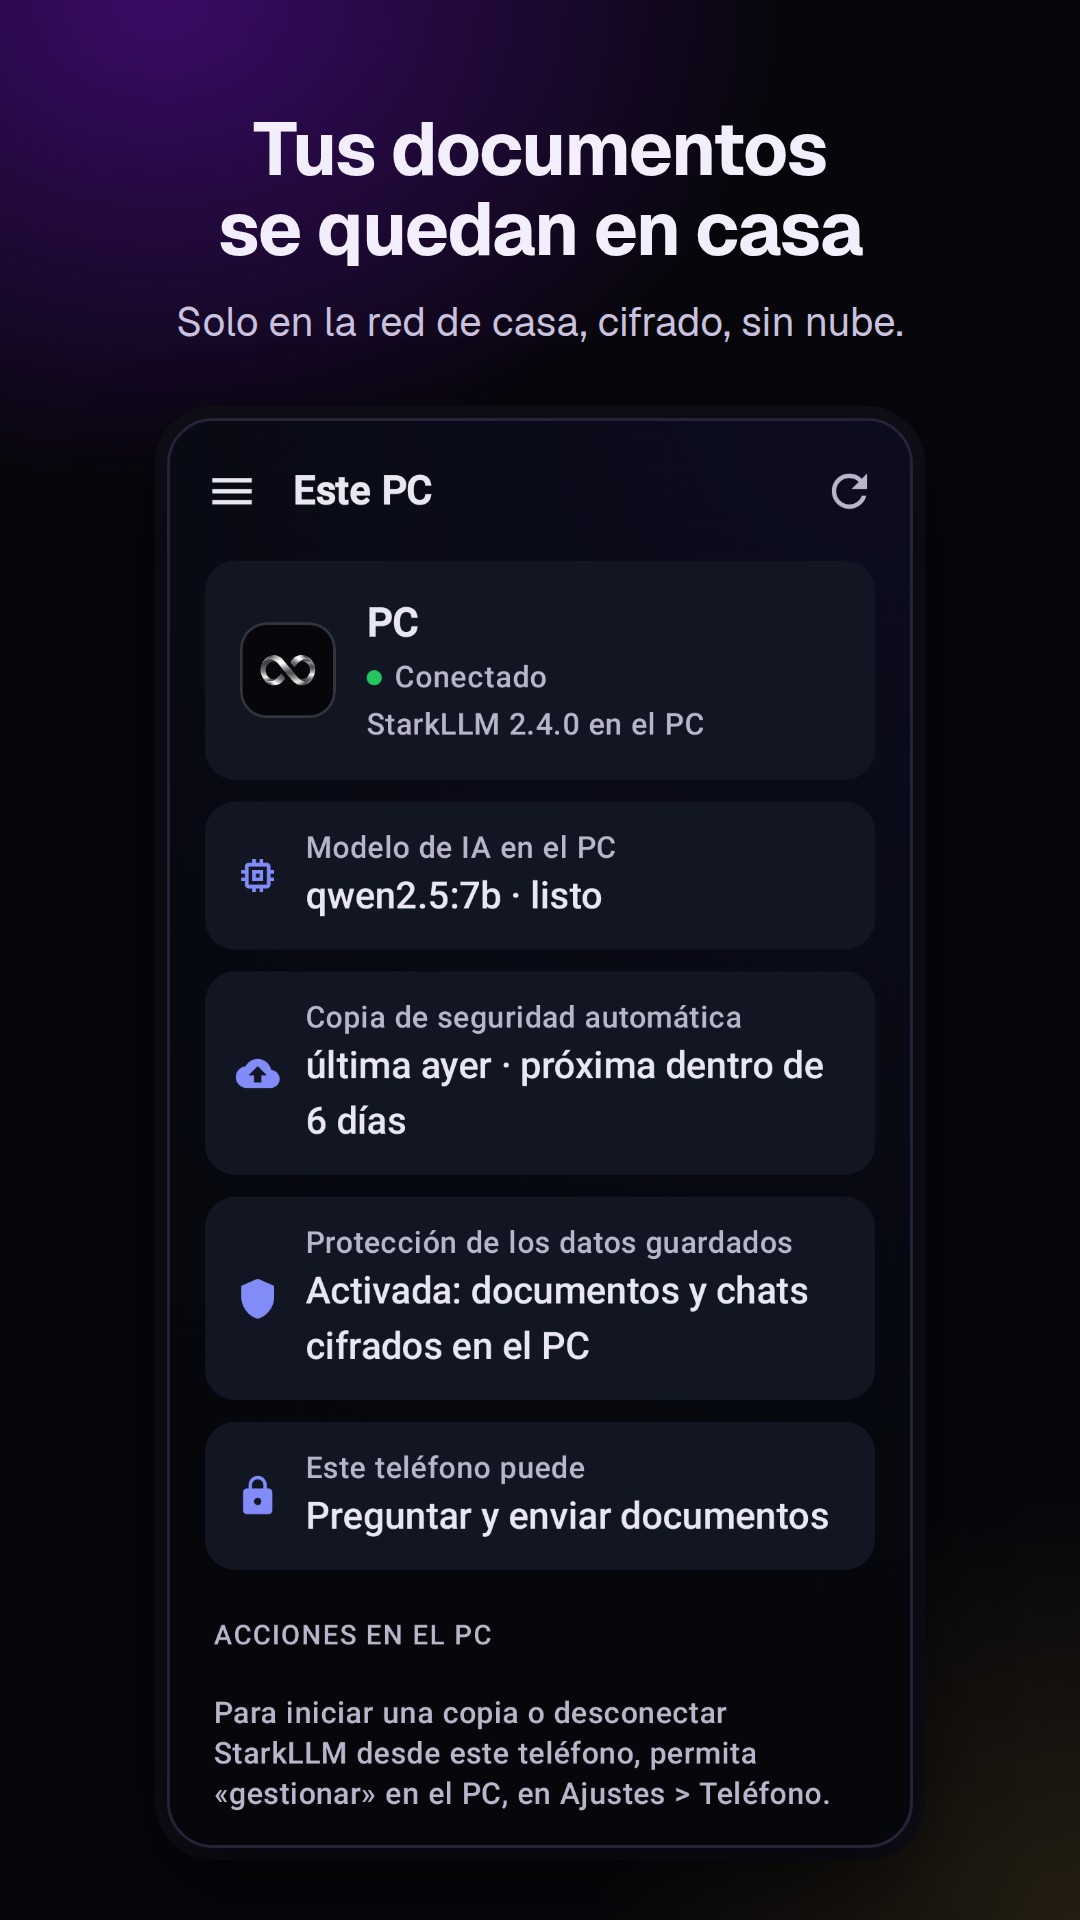 Tus documentos
se quedan en casa
Solo en la red de casa, cifrado, sin nube.
Este PC
PC
Conectado
StarkLLM 2.4.0 en el PC
Modelo de IA en el PC
qwen2.5:7b · listo
Copia de seguridad automática
última ayer · próxima dentro de
6 días
Protección de los datos guardados
Activada: documentos y chats
cifrados en el PC
Este teléfono puede
Preguntar y enviar documentos
ACCIONES EN EL PC
Para iniciar una copia o desconectar
StarkLLM desde este teléfono, permita
«gestionar» en el PC, en Ajustes > Teléfono.